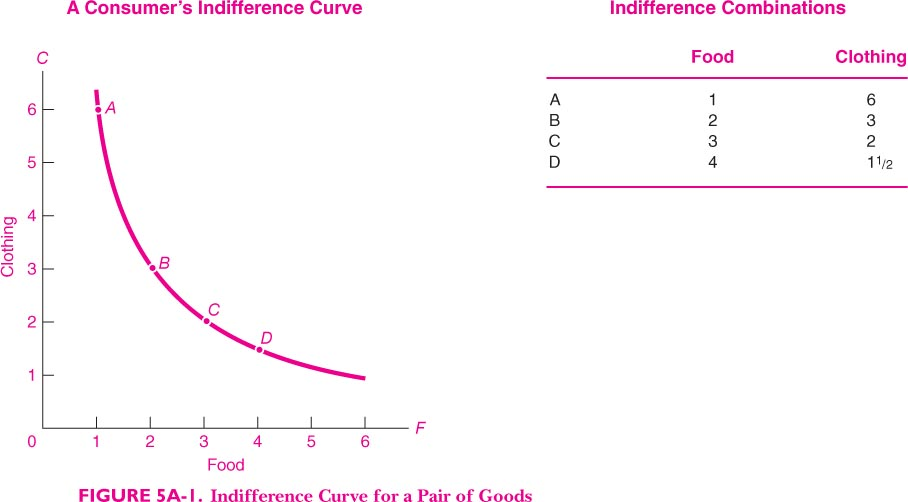 A Consumer's Indifference Curve
C
6
A
5
4
Clothing
3
B
2
C
D
1
0 1 2 3 4 5 6 F
Food
Indifference Combinations
Food Clothing
A 1 6
B 2 3
C 3 2
D 4 1 1/2
FIGURE 5A-1. Indifference Curve for a Pair of Goods